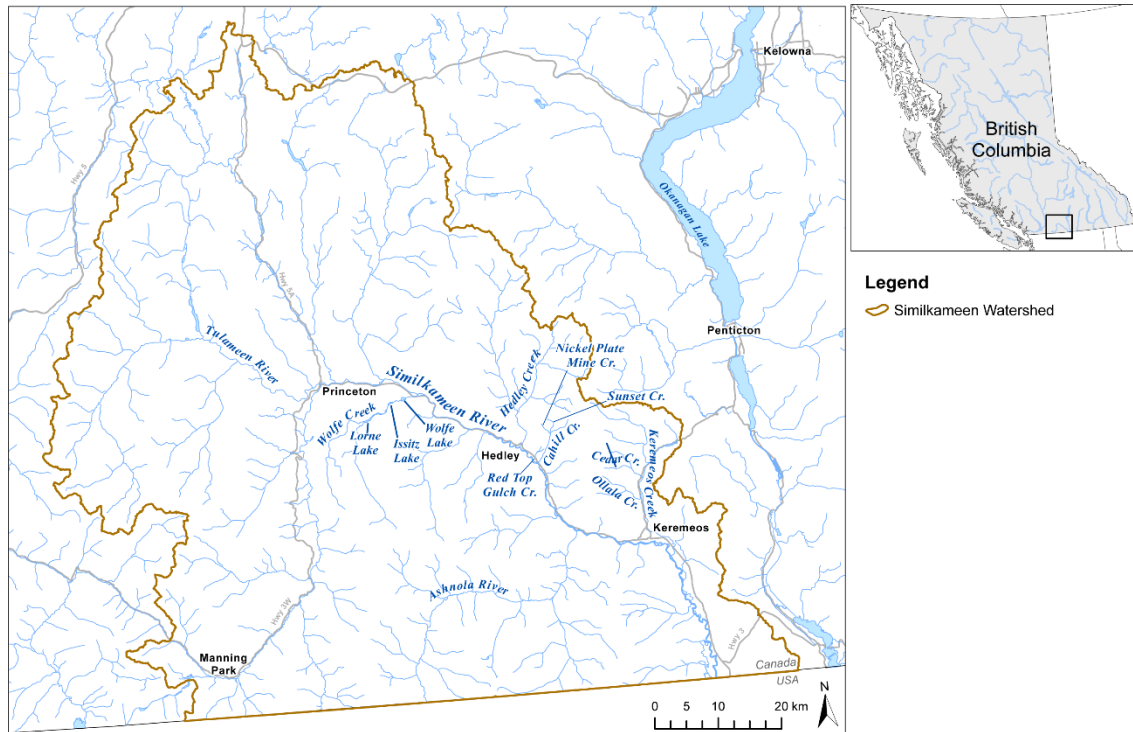 Kelowna
British
Columbia
Hwy 5
Okanagan Lake
Legend
Similkameen Watershed
Hwy 5A
Penticton
Tulameen River
Nickel Plate
Mine Cr.
Hedley Creek
Similkameen River
Princeton
Sunset Cr.
Wolfe Creek
Lorne
Lake
Issitz
Lake
Wolfe
Lake
Hedley
Cahill Cr.
Keremeos Creek
Cedar Cr.
Red Top
Gulch Cr.
Ollala Cr.
Keremeos
Ashnola River
Hwy 3W
Hwy 3
Manning
Park
Canada
USA
N
0 10 20 km